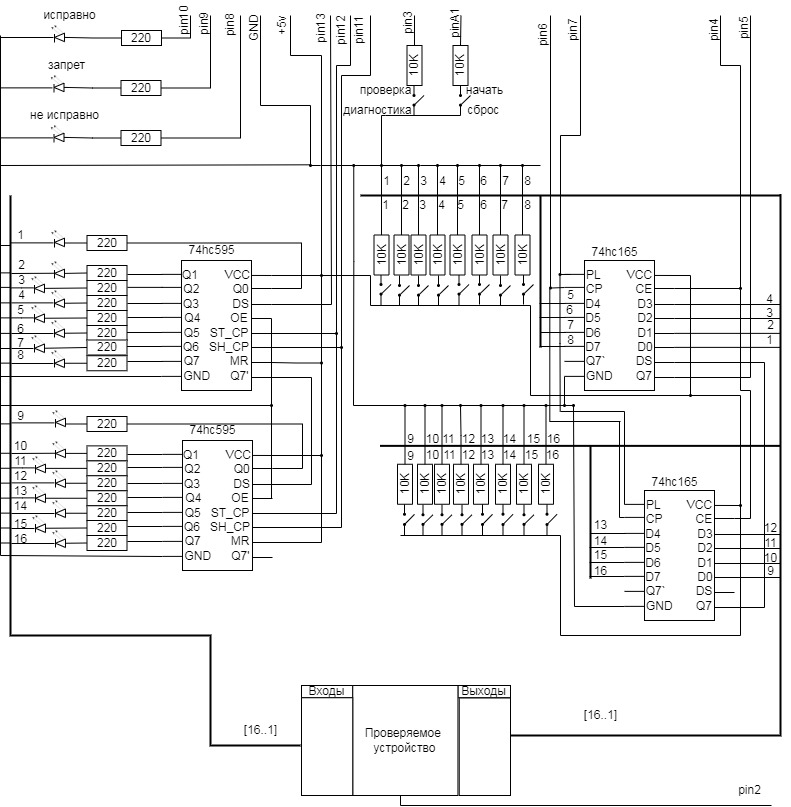 исправно
220
pin10
pin9
pin8
GND
+5v
pin13
pin12
pin11
pin3
pinA1
pin6
pin7
pin4
pin5
запрет
220
10K
10K
проверка
начать
диагностика
сброс
не исправно
220
1 2 3 4 5 6 7 8
1 2 3 4 5 6 7 8
10K 10K 10K 10K 10K 10K 10K 10K
1
220
2
220
3
220
4
220
5
220
6
220
7
220
8
220
74hc595
Q1 VCC
Q2 Q0
Q3 DS
Q4 OE
Q5 ST_CP
Q6 SH_CP
Q7 MR
GND Q7'
74hc165
PL VCC
CP CE
5 D4 D3 4
6 D5 D2 3
7 D6 D1 2
8 D7 D0 1
Q7` DS
GND Q7
9
220
10
220
11
220
12
220
13
220
14
220
15
220
16
220
74hc595
Q1 VCC
Q2 Q0
Q3 DS
Q4 OE
Q5 ST_CP
Q6 SH_CP
Q7 MR
GND Q7'
9 10 11 12 13 14 15 16
9 10 11 12 13 14 15 16
10K 10K 10K 10K 10K 10K 10K 10K
74hc165
PL VCC
CP CE
13 D4 D3 12
14 D5 D2 11
15 D6 D1 10
16 D7 D0 9
Q7` DS
GND Q7
Входы
Выходы
[16..1]
[16..1]
Проверяемое
устройство
pin2